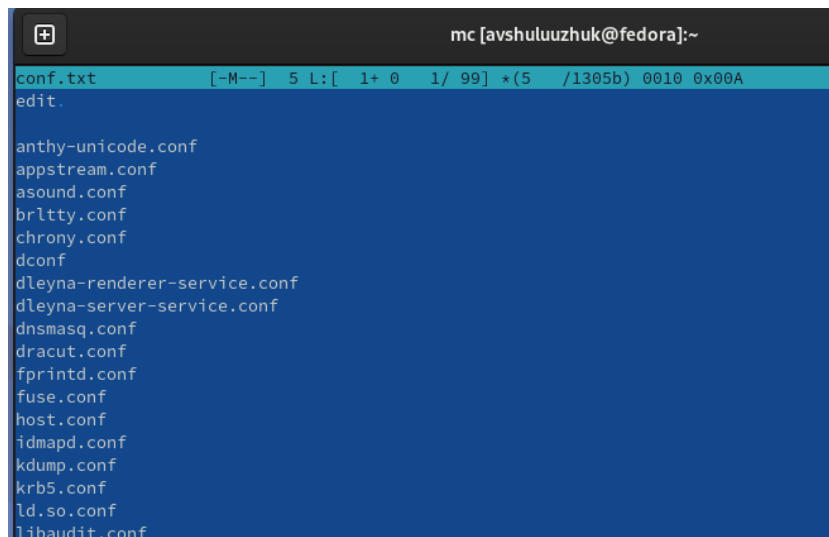 mc [avshuluuzhuk@fedora]:~
conf.txt [-M--] 5 L:[ 1+ 0 1/ 99] *(5 /1305b) 0010 0x00A
edit.
anthy-unicode.conf
appstream.conf
asound.conf
brltty.conf
chrony.conf
dconf
dleyna-renderer-service.conf
dleyna-server-service.conf
dnsmasq.conf
dracut.conf
fprintd.conf
fuse.conf
host.conf
idmapd.conf
kdump.conf
krb5.conf
ld.so.conf
libaudit.conf